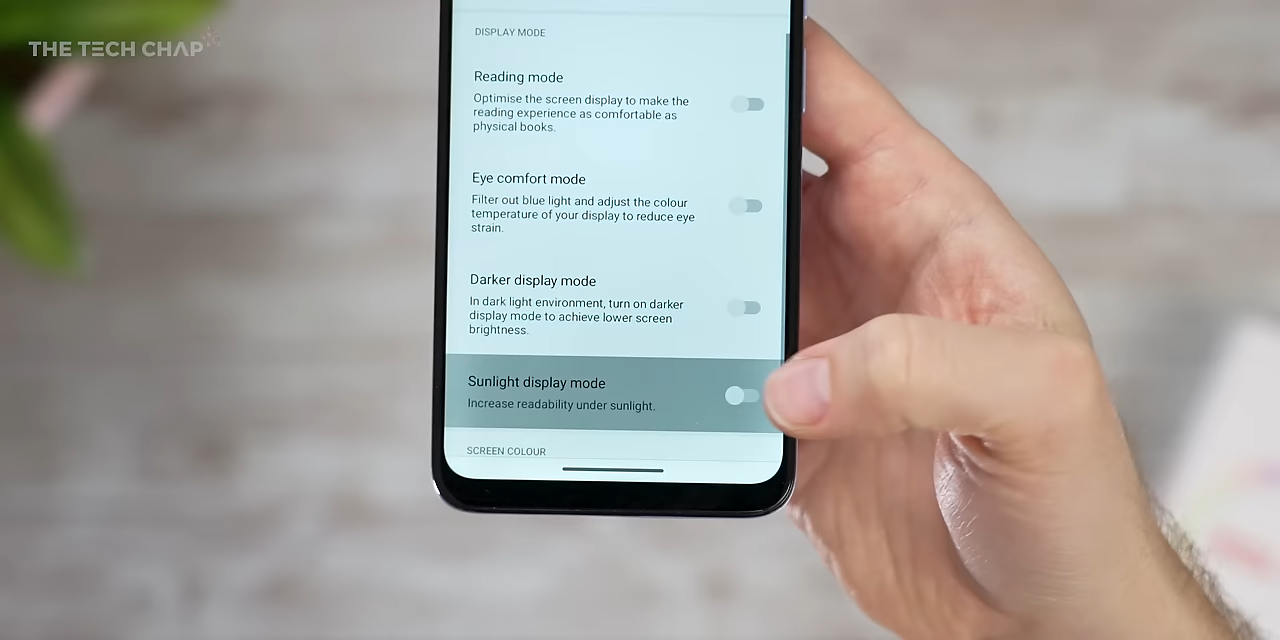 THE TECH CHAP
DISPLAY MODE
Reading mode
Optimise the screen display to make the
reading experience as comfortable as
physical books.
Eye comfort mode
Filter out blue light and adjust the colour
temperature of your display to reduce eye
strain.
Darker display mode
In dark light environment, turn on darker
display mode to achieve lower screen
brightness.
Sunlight display mode
Increase readability under sunlight.
SCREEN COLOUR